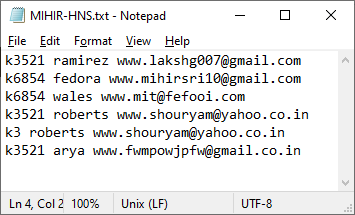 MIHIR-HNS.txt - Notepad
File Edit Format View Help
k3521 ramirez www.lakshg007@gmail.com
k6854 fedora www.mihirsri10@gmail.com
k6854 wales www.mit@fefooi.com
k3521 roberts www.shouryam@yahoo.co.in
k3 roberts www.shouryam@yahoo.co.in
k3521 arya www.fwmpowjpfw@gmail.co.in
Ln 4, Col 2 100% Unix (LF) UTF-8